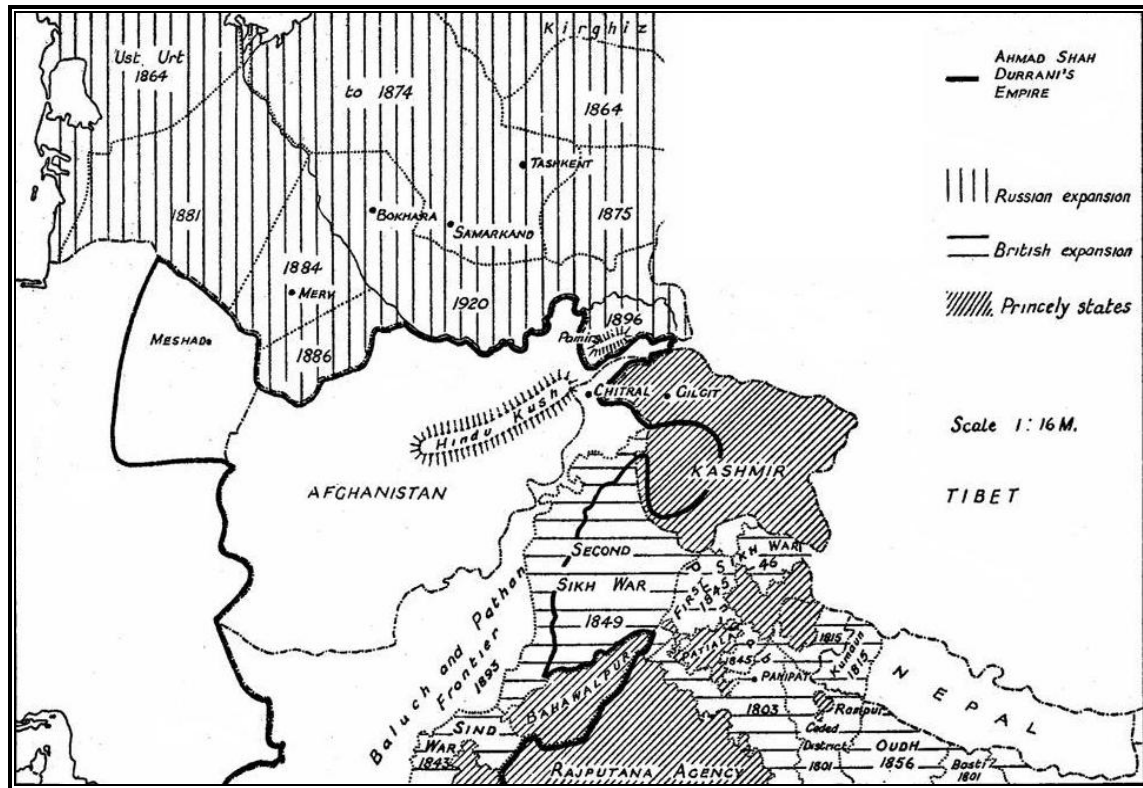 Kirghiz
Ust Urt
1864
to 1874
1864
TASHKENT
1881
BOKHARA
SAMARKAND
1875
1884
MERV
1920
1896
Pamirs
MESHAD
1886
CHITRAL
GILGIT
Hindu Kush
KASHMIR
AFGHANISTAN
SECOND
SIKH WAR
1849
FIRST SIKH WAR
1845
46
Baluch and Pathan
Frontier
1893
PATIALA
1845
1815
Kumaun
1815
PANIPAT
BAHAWALPUR
NEPAL
1803
Rampur
SIND
WAR
1843
Ceded
District
1801
OUDH
1856
Basti
1801
RAJPUTANA AGENCY
AHMAD SHAH
DURRANI'S
EMPIRE
Russian expansion
British expansion
Princely states
Scale 1:16 M.
TIBET